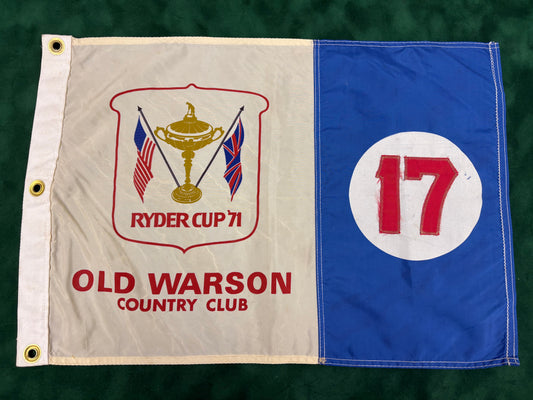 RYDER CUP '71
OLD WARSON
COUNTRY CLUB
17